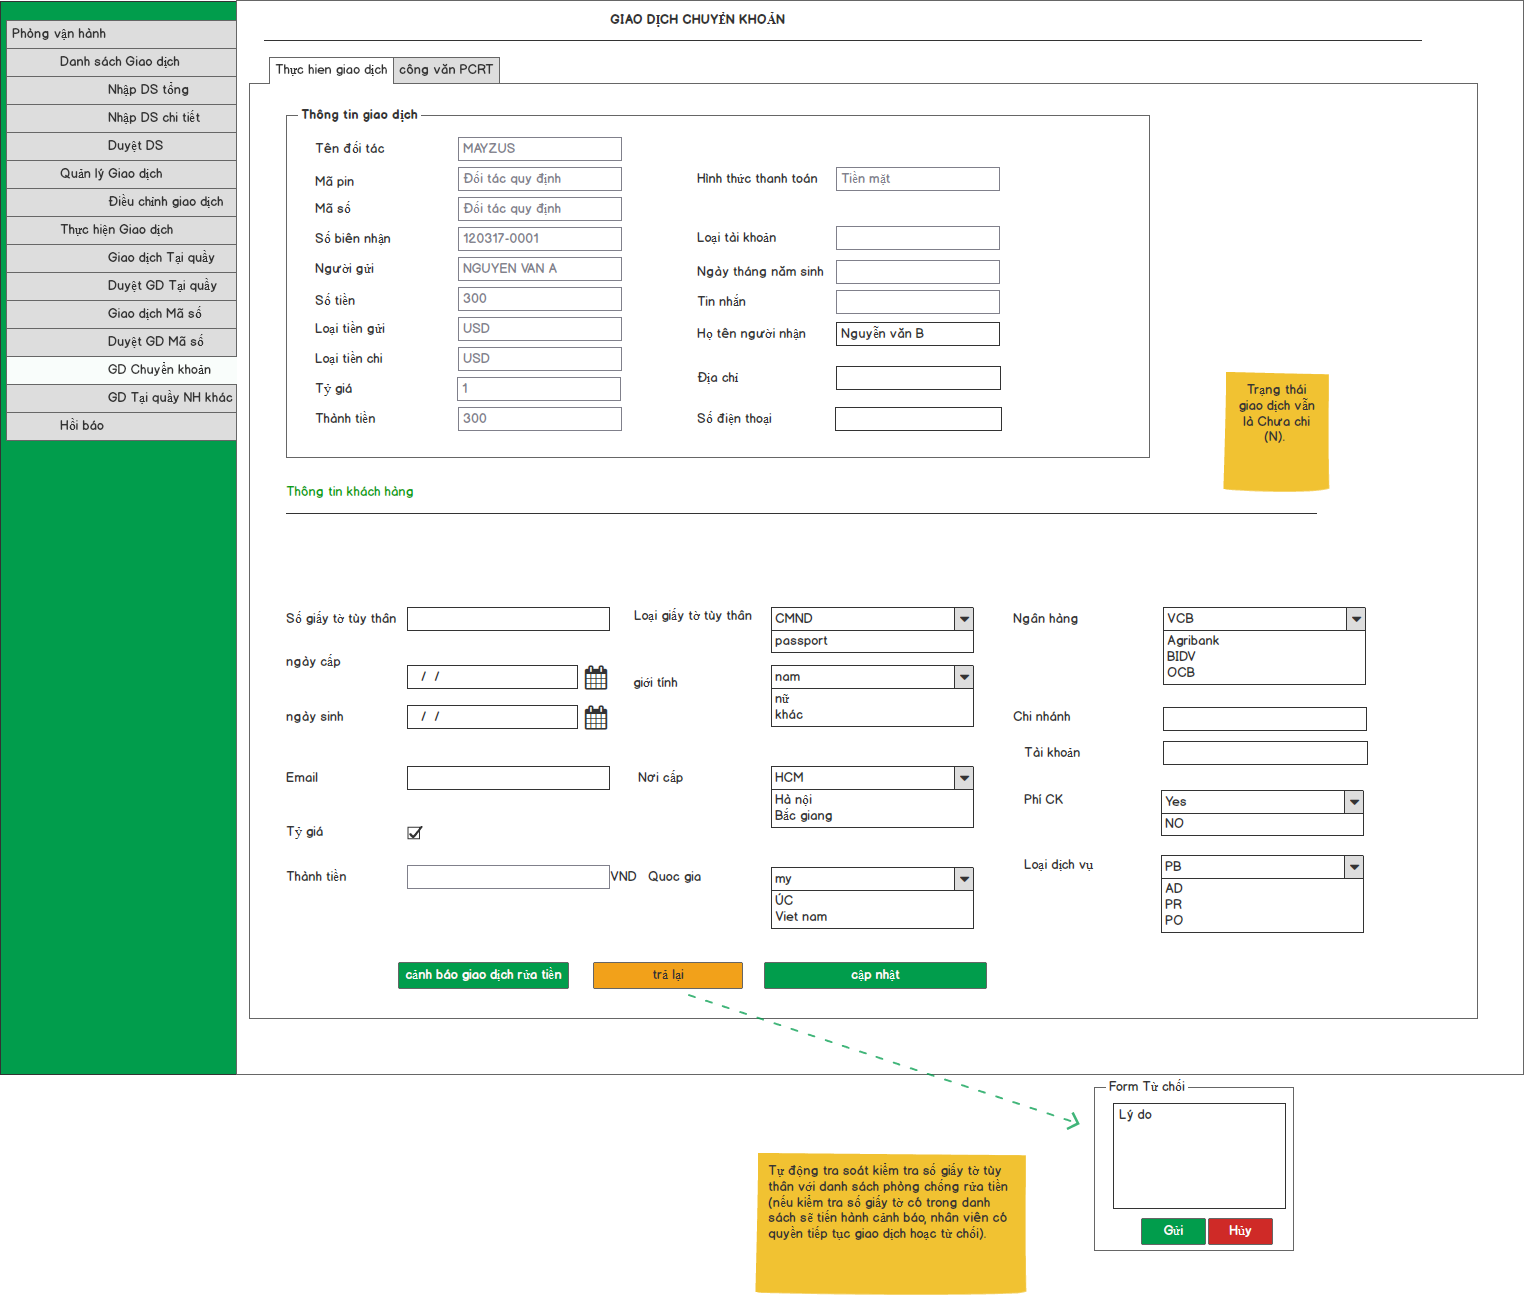 GIAO DỊCH CHUYỂN KHOẢN
Phòng vận hành
Danh sách Giao dịch
Nhập DS tổng
Nhập DS chi tiết
Duyệt DS
Quản lý Giao dịch
Điều chỉnh giao dịch
Thực hiện Giao dịch
Giao dịch Tại quầy
Duyệt GD Tại quầy
Giao dịch Mã số
Duyệt GD Mã số
GD Chuyển khoản
GD Tại quầy NH khác
Hồi báo
Thực hien giao dịch
công văn PCRT
Thông tin giao dịch
Tên đối tác MAYZUS
Mã pin Đối tác quy định
Hình thức thanh toán Tiền mặt
Mã số Đối tác quy định
Số biên nhận 120317-0001
Loại tài khoản
Người gửi NGUYEN VAN A
Ngày tháng năm sinh
Số tiền 300
Tin nhắn
Loại tiền gửi USD
Họ tên người nhận Nguyễn văn B
Loại tiền chi USD
Địa chỉ
Tỷ giá 1
Thành tiền 300
Số điện thoại
Trạng thái
giao dịch vẫn
là Chưa chi
(N).
Thông tin khách hàng
Số giấy tờ tùy thân
Loại giấy tờ tùy thân CMND
passport
Ngân hàng VCB
Agribank
BIDV
OCB
ngày cấp / /
giới tính nam
nữ
khác
ngày sinh / /
Chi nhánh
Tài khoản
Email
Nơi cấp HCM
Hà nội
Bắc giang
Phí CK Yes
NO
Tỷ giá
Thành tiền VND
Quoc gia my
ÚC
Viet nam
Loại dịch vụ PB
AD
PR
PO
cảnh báo giao dịch rửa tiền
trả lại
cập nhật
Form Từ chối
Lý do
Gửi
Hủy
Tự động tra soát kiểm tra số giấy tờ tùy
thân với danh sách phòng chống rửa tiền
(nếu kiểm tra số giấy tờ có trong danh
sách sẽ tiến hành cảnh báo, nhân viên có
quyền tiếp tục giao dịch hoạc từ chối).